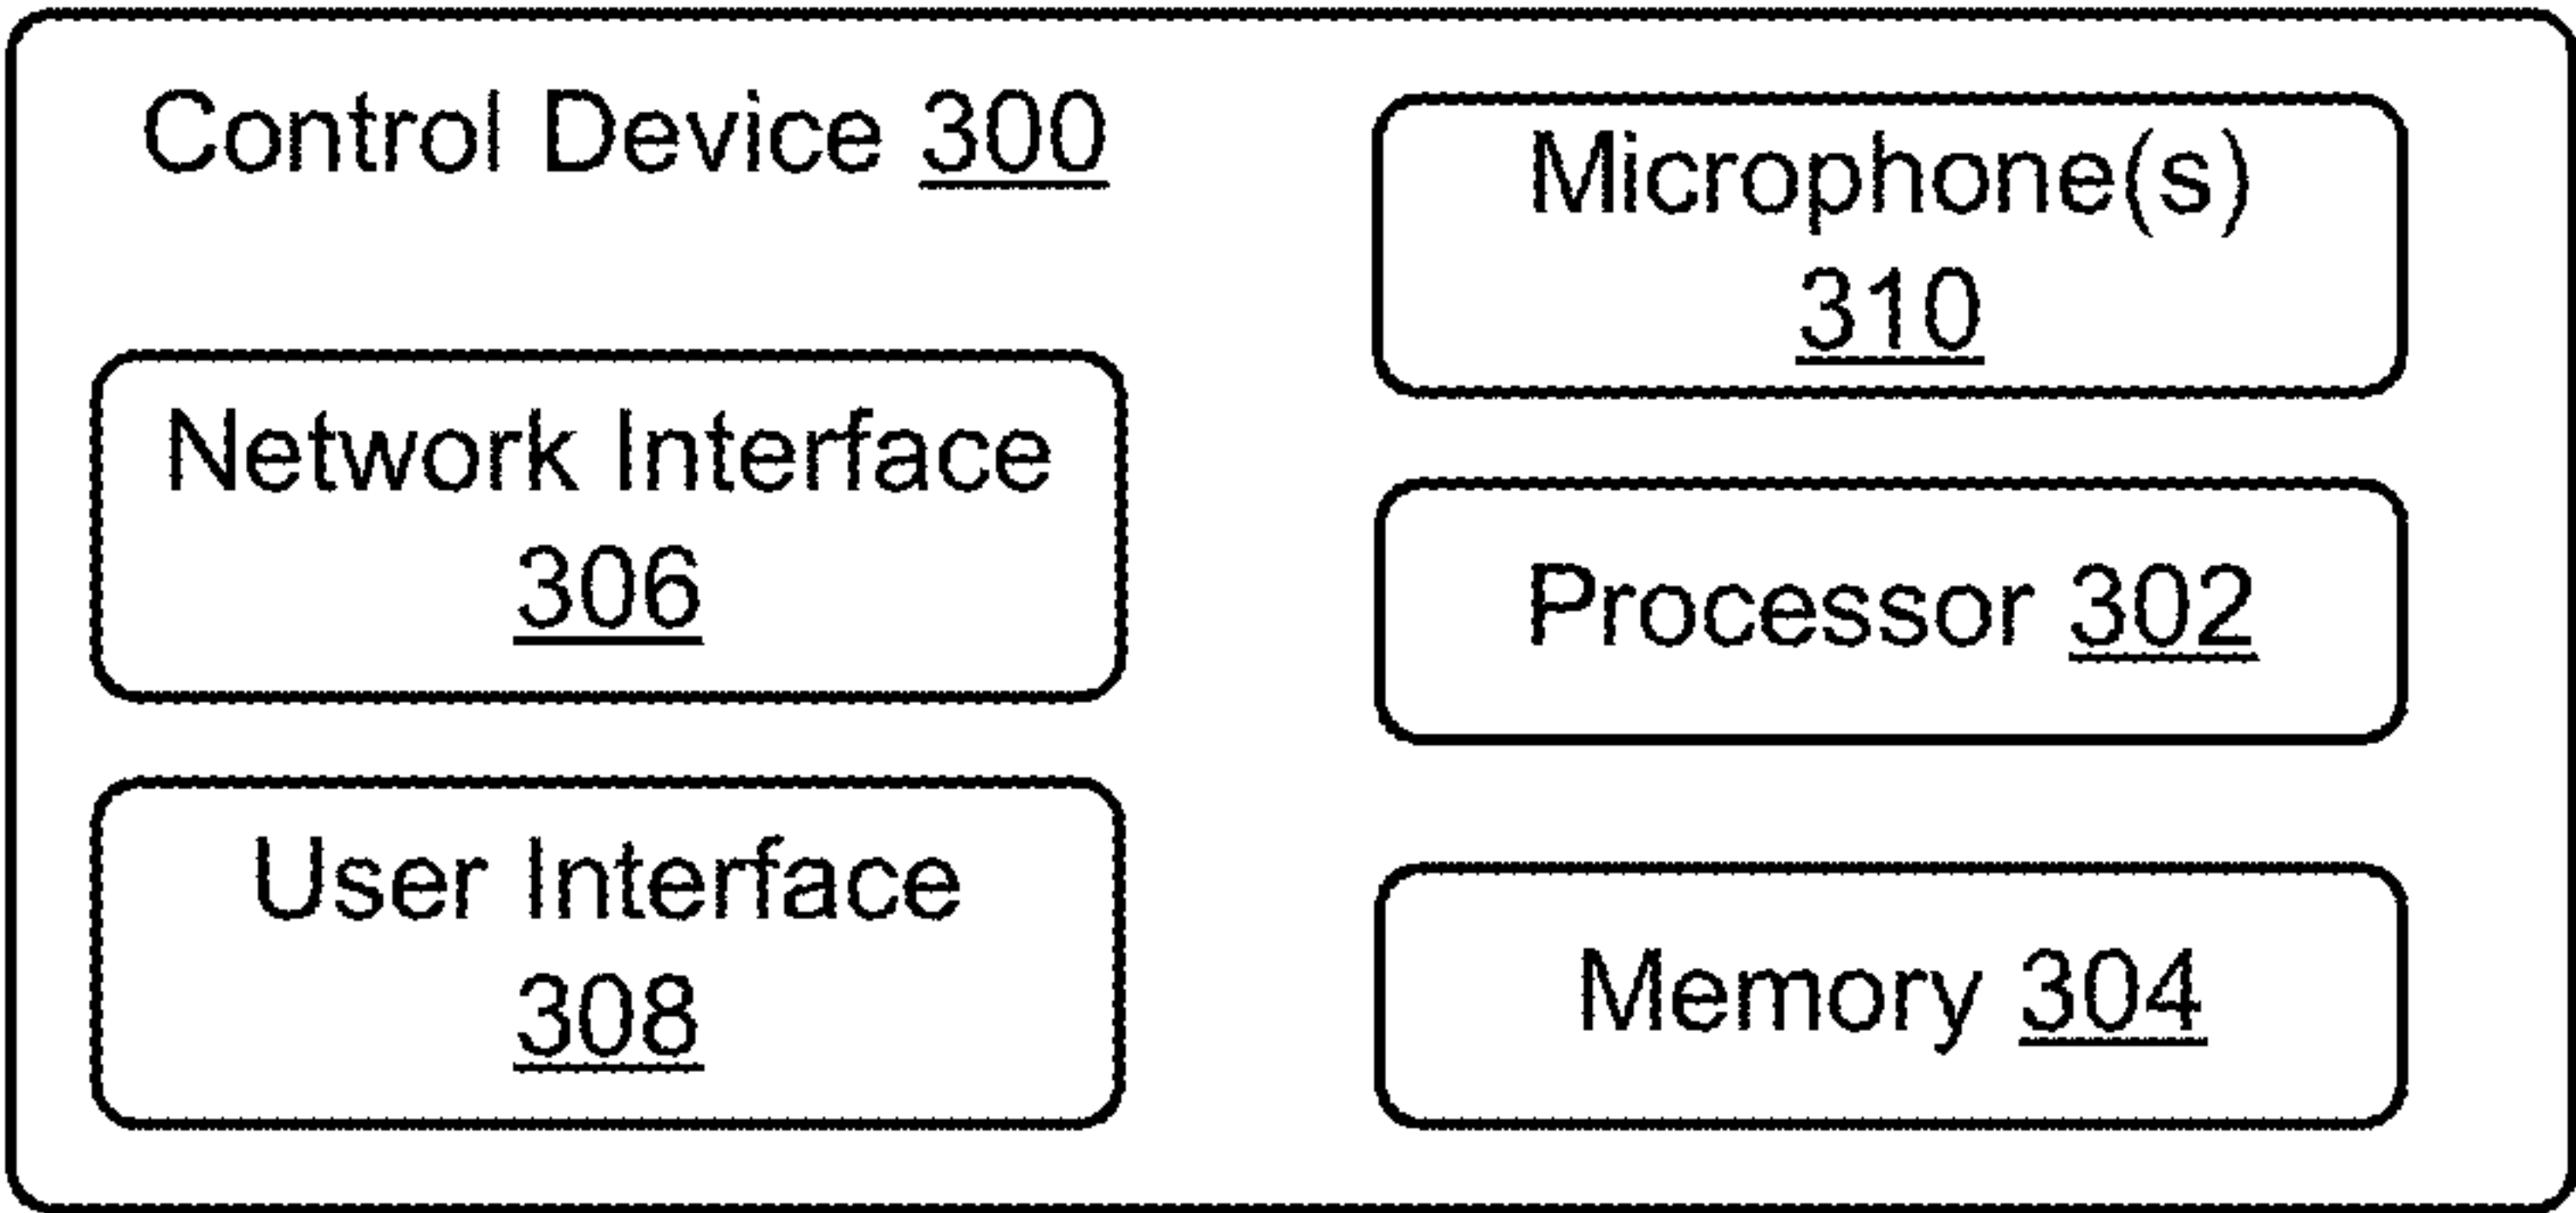 Control Device 300
Network Interface
306
User Interface
308
Microphone(s)
310
Processor 302
Memory 304